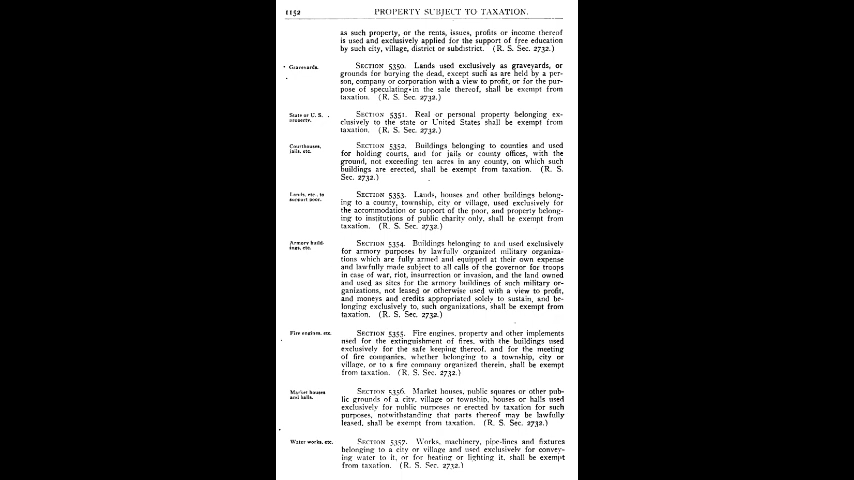 1152 PROPERTY SUBJECT TO TAXATION.
as such property, or the rents, issues, profits or income thereof
is used and exclusively applied for the support of free education
by such city, village, district or subdistrict. (R. S. Sec. 2732.)
Graveyards.
SECTION 5350. Lands used exclusively as graveyards, or
grounds for burying the dead, except such as are held by a per-
son, company or corporation with a view to profit, or for the pur-
pose of speculating in the sale thereof, shall be exempt from
taxation. (R. S. Sec. 2732.)
State or U. S.
property.
SECTION 5351. Real or personal property belonging ex-
clusively to the state or United States shall be exempt from
taxation. (R. S. Sec. 2732.)
Courthouses,
jails, etc.
SECTION 5352. Buildings belonging to counties and used
for holding courts, and for jails or county offices, with the
ground, not exceeding ten acres in any county, on which such
buildings are erected, shall be exempt from taxation. (R. S.
Sec. 2732.)
Lands, etc., to
support poor.
SECTION 5353. Lands, houses and other buildings belong-
ing to a county, township, city or village, used exclusively for
the accommodation or support of the poor, and property belong-
ing to institutions of public charity only, shall be exempt from
taxation. (R. S. Sec. 2732.)
Armory build-
ings, etc.
SECTION 5354. Buildings belonging to and used exclusively
for armory purposes by lawfully organized military organiza-
tions which are fully armed and equipped at their own expense
and lawfully made subject to all calls of the governor for troops
in case of war, riot, insurrection or invasion, and the land owned
and used as sites for the armory buildings of such military or-
ganizations, not leased or otherwise used with a view to profit,
and moneys and credits appropriated solely to sustain, and be-
longing exclusively to, such organizations, shall be exempt from
taxation. (R. S. Sec. 2732.)
Fire engines, etc.
SECTION 5355. Fire engines, property and other implements
used for the extinguishment of fires, with the buildings used
exclusively for the safe keeping thereof, and for the meeting
of fire companies, whether belonging to a township, city or
village, or to a fire company organized therein, shall be exempt
from taxation. (R. S. Sec. 2732.)
Market houses
and halls.
SECTION 5356. Market houses, public squares or other pub-
lic grounds of a city, village or township, houses or halls used
exclusively for public purposes or erected by taxation for such
purposes, notwithstanding that parts thereof may be lawfully
leased, shall be exempt from taxation. (R. S. Sec. 2732.)
Water works, etc.
SECTION 5357. Works, machinery, pipe-lines and fixtures
belonging to a city or village and used exclusively for convey-
ing water to it, or for heating or lighting it, shall be exempt
from taxation. (R. S. Sec. 2732.)